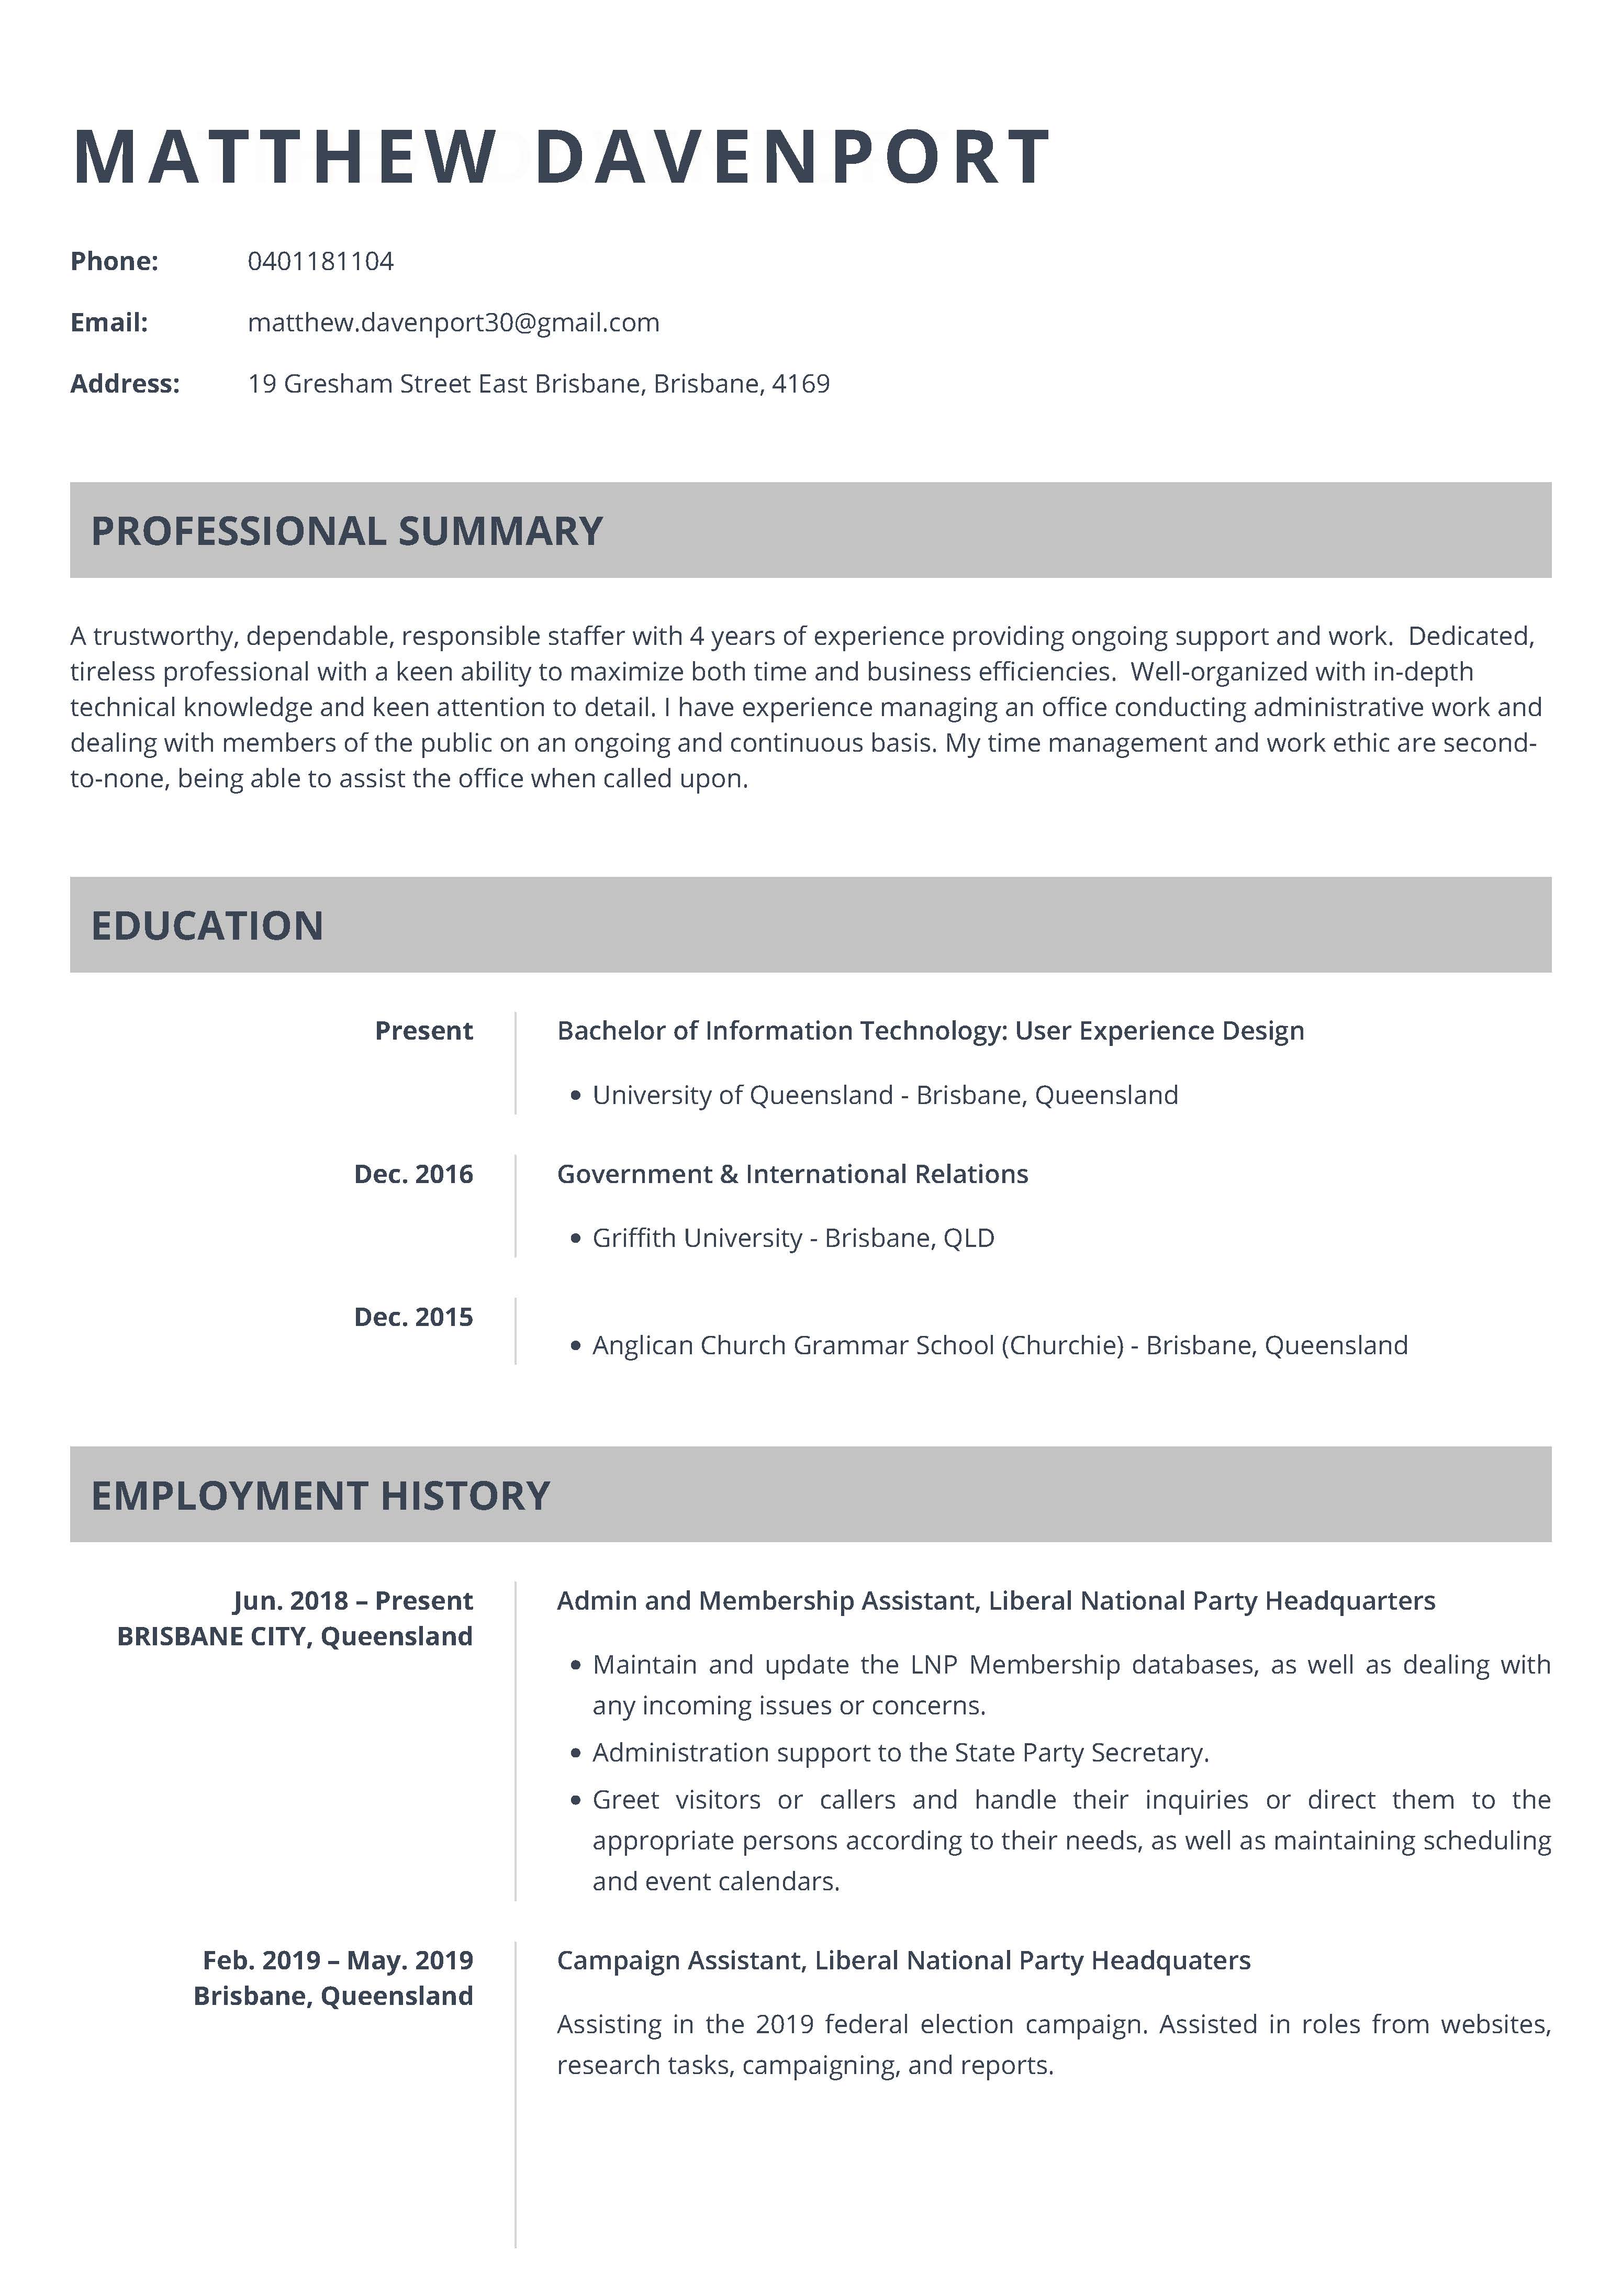 MATTHEW DAVENPORT
Phone: 0401181104
Email: matthew.davenport30@gmail.com
Address: 19 Gresham Street East Brisbane, Brisbane, 4169
PROFESSIONAL SUMMARY
A trustworthy, dependable, responsible staffer with 4 years of experience providing ongoing support and work.  Dedicated,
tireless professional with a keen ability to maximize both time and business efficiencies.  Well-organized with in-depth
technical knowledge and keen attention to detail. I have experience managing an office conducting administrative work and
dealing with members of the public on an ongoing and continuous basis. My time management and work ethic are second-
to-none, being able to assist the office when called upon.
EDUCATION
Present
Bachelor of Information Technology: User Experience Design
• University of Queensland - Brisbane, Queensland
Dec. 2016
Government & International Relations
• Griffith University - Brisbane, QLD
Dec. 2015
• Anglican Church Grammar School (Churchie) - Brisbane, Queensland
EMPLOYMENT HISTORY
Jun. 2018 – Present
BRISBANE CITY, Queensland
Admin and Membership Assistant, Liberal National Party Headquarters
• Maintain and update the LNP Membership databases, as well as dealing with
any incoming issues or concerns.
• Administration support to the State Party Secretary.
• Greet visitors or callers and handle their inquiries or direct them to the
appropriate persons according to their needs, as well as maintaining scheduling
and event calendars.
Feb. 2019 – May. 2019
Brisbane, Queensland
Campaign Assistant, Liberal National Party Headquaters
Assisting in the 2019 federal election campaign. Assisted in roles from websites,
research tasks, campaigning, and reports.